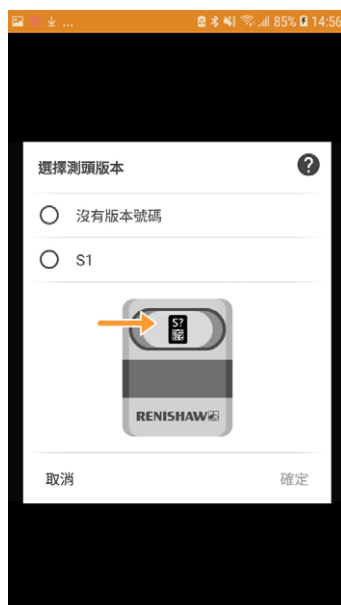 ... 85% 14:56
選擇測頭版本
沒有版本號碼
S1
S?
RENISHAW
取消
確定